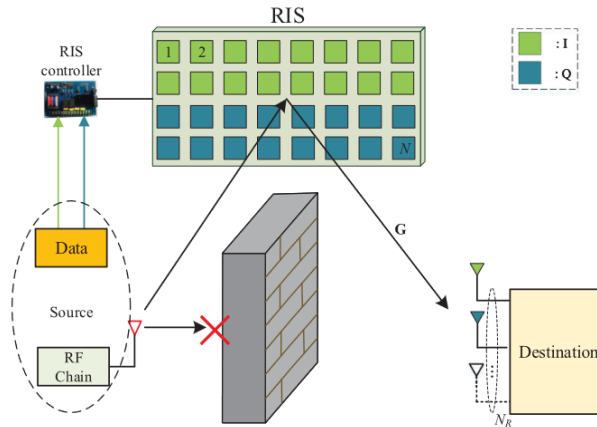 RIS
RIS
controller
1 2
N
: I
: Q
Data
Source
RF
Chain
G
Destination
⋮
N_R